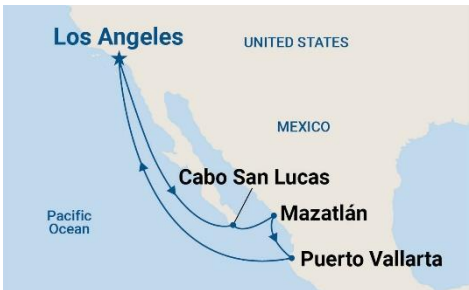 Los Angeles
UNITED STATES
MEXICO
Cabo San Lucas
Mazatlán
Pacific
Ocean
Puerto Vallarta